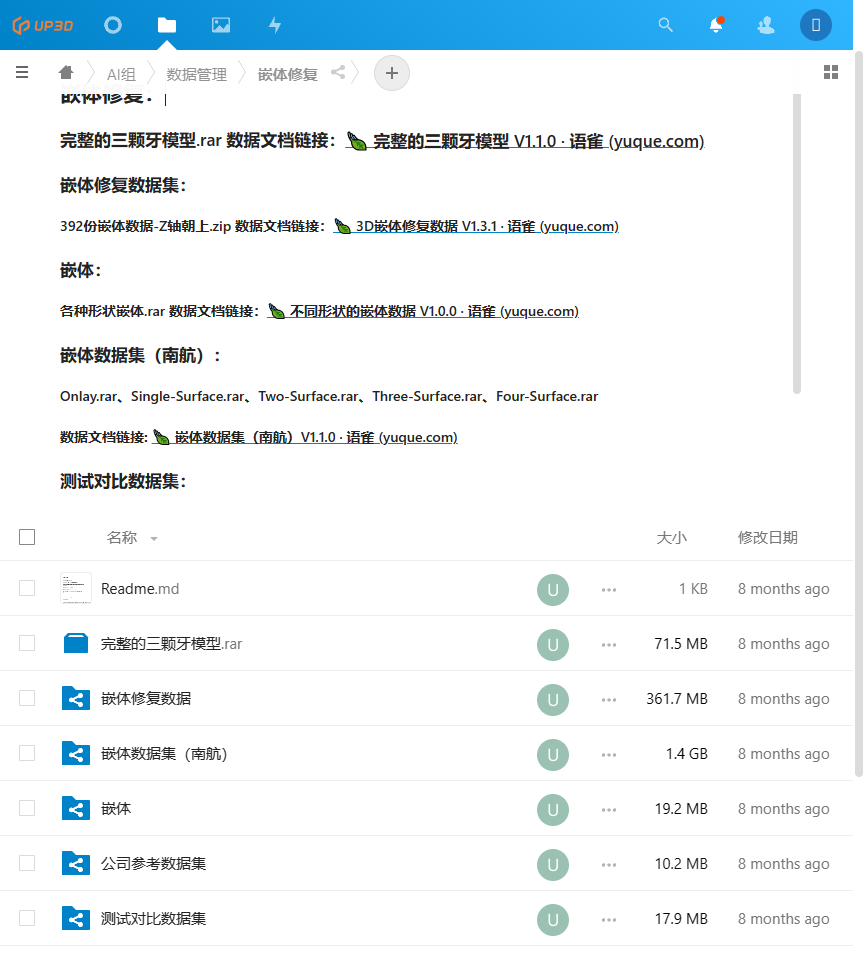 UP3D
AI组 数据管理 嵌体修复
嵌体修复：
完整的三颗牙模型.rar 数据文档链接： 完整的三颗牙模型 V1.1.0 · 语雀 (yuque.com)
嵌体修复数据集：
392份嵌体数据-Z轴朝上.zip 数据文档链接： 3D嵌体修复数据 V1.3.1 · 语雀 (yuque.com)
嵌体：
各种形状嵌体.rar 数据文档链接： 不同形状的嵌体数据 V1.0.0 · 语雀 (yuque.com)
嵌体数据集（南航）：
Onlay.rar、Single-Surface.rar、Two-Surface.rar、Three-Surface.rar、Four-Surface.rar
数据文档链接: 嵌体数据集（南航）V1.1.0 · 语雀 (yuque.com)
测试对比数据集：
名称 大小 修改日期
Readme.md U 1 KB 8 months ago
完整的三颗牙模型.rar U 71.5 MB 8 months ago
嵌体修复数据 U 361.7 MB 8 months ago
嵌体数据集（南航） U 1.4 GB 8 months ago
嵌体 U 19.2 MB 8 months ago
公司参考数据集 U 10.2 MB 8 months ago
测试对比数据集 U 17.9 MB 8 months ago